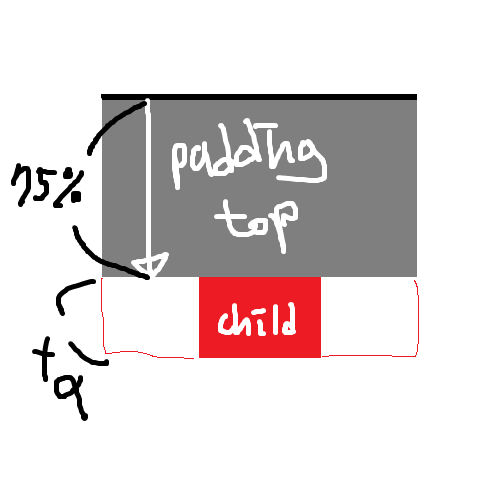 padding
top
75%
child
+α